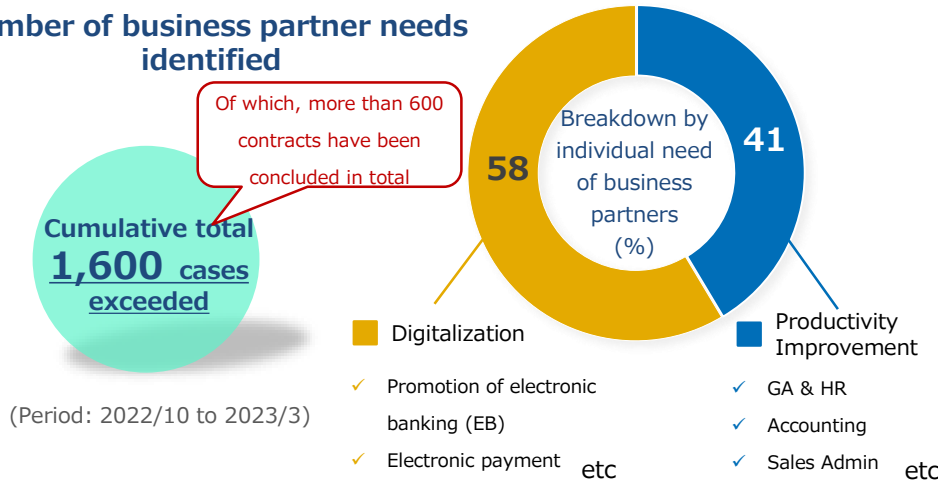 mber of business partner needs
identified
Of which, more than 600
contracts have been
concluded in total
Cumulative total
1,600 cases
exceeded
(Period: 2022/10 to 2023/3)
58
41
Breakdown by
individual need
of business
partners
(%)
Digitalization
✓ Promotion of electronic
banking (EB)
✓ Electronic payment
etc
Productivity
Improvement
✓ GA & HR
✓ Accounting
✓ Sales Admin
etc